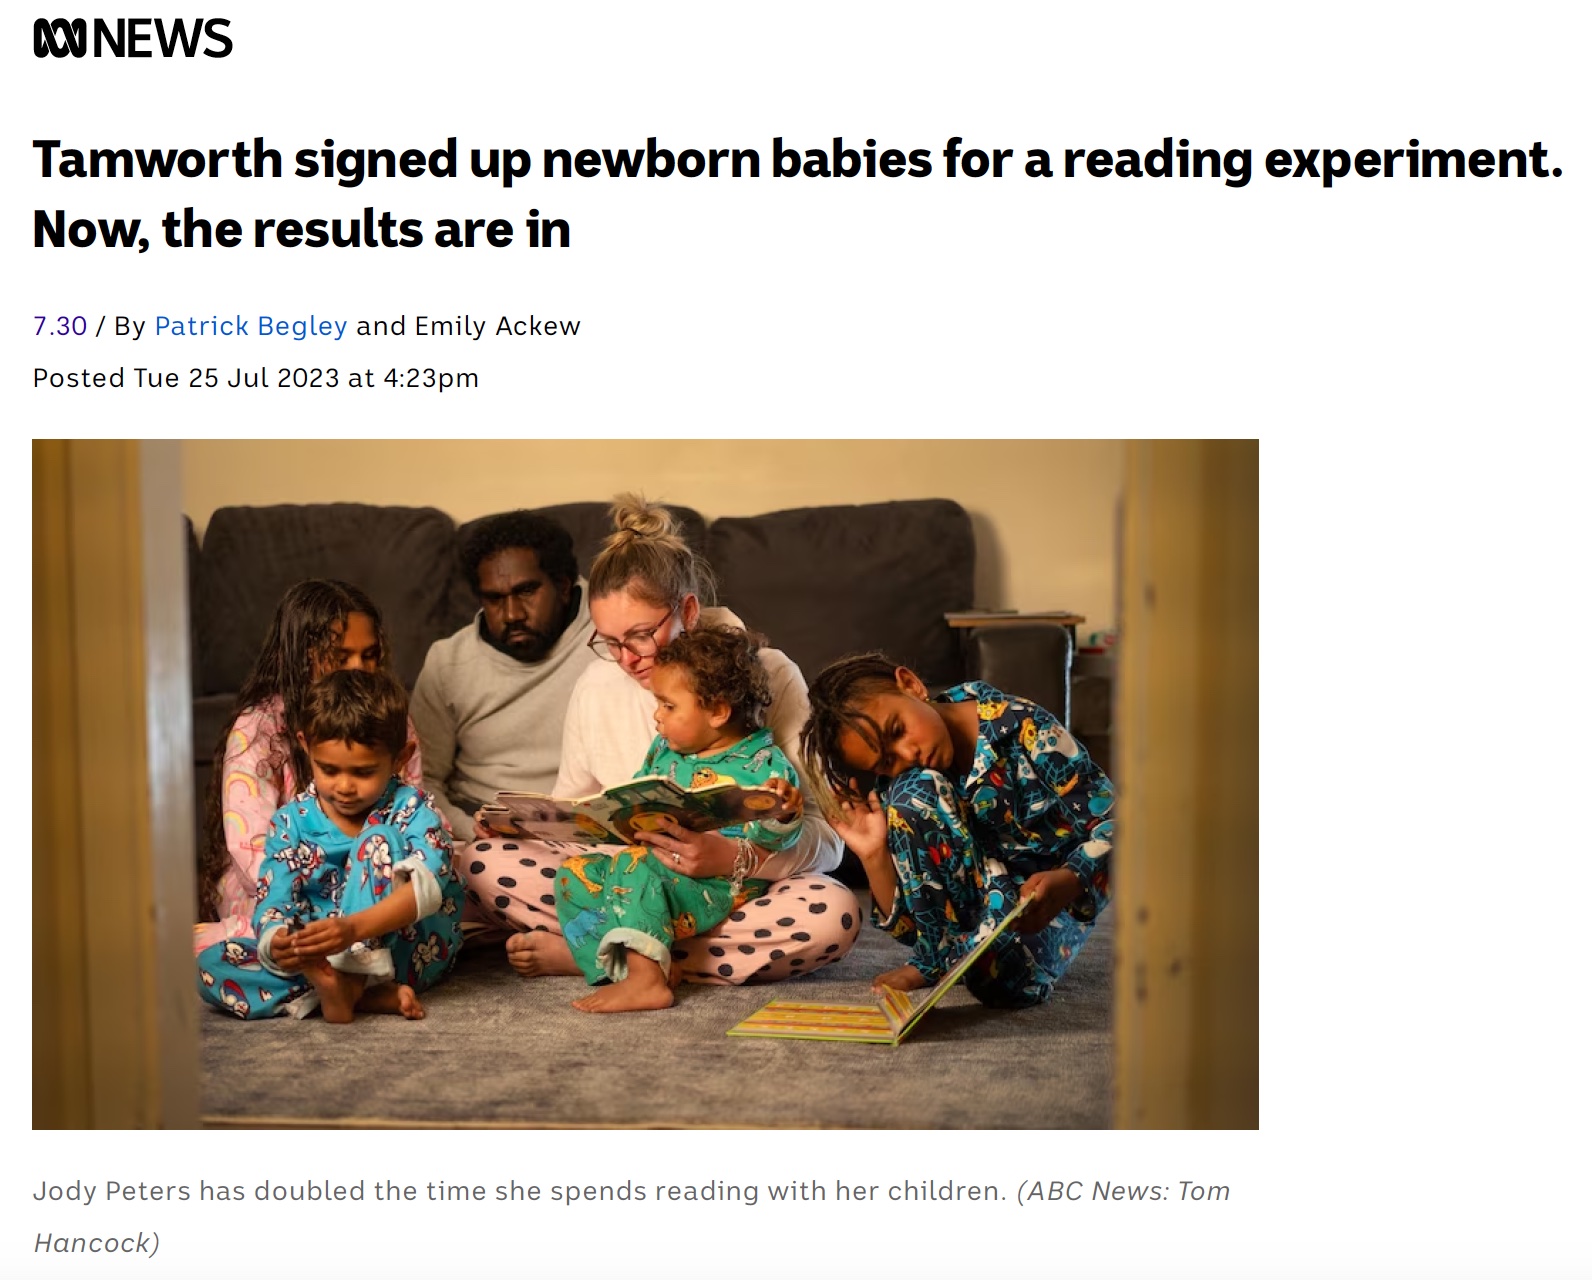 NEWS
Tamworth signed up newborn babies for a reading experiment.
Now, the results are in
7.30 / By Patrick Begley and Emily Ackew
Posted Tue 25 Jul 2023 at 4:23pm
Jody Peters has doubled the time she spends reading with her children. (ABC News: Tom
Hancock)